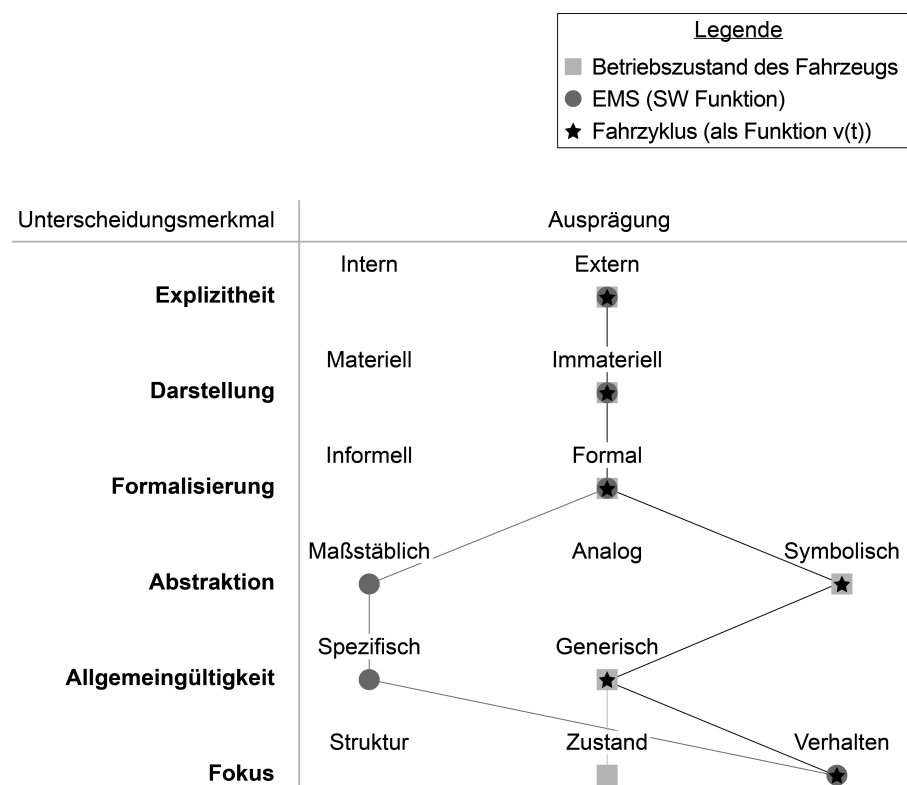 Legende
Betriebszustand des Fahrzeugs
EMS (SW Funktion)
Fahrzyklus (als Funktion v(t))
Unterscheidungsmerkmal Ausprägung
Intern Extern
Explizitheit
Materiell Immateriell
Darstellung
Informell Formal
Formalisierung
Maßstäblich Analog Symbolisch
Abstraktion
Spezifisch Generisch
Allgemeingültigkeit
Struktur Zustand Verhalten
Fokus